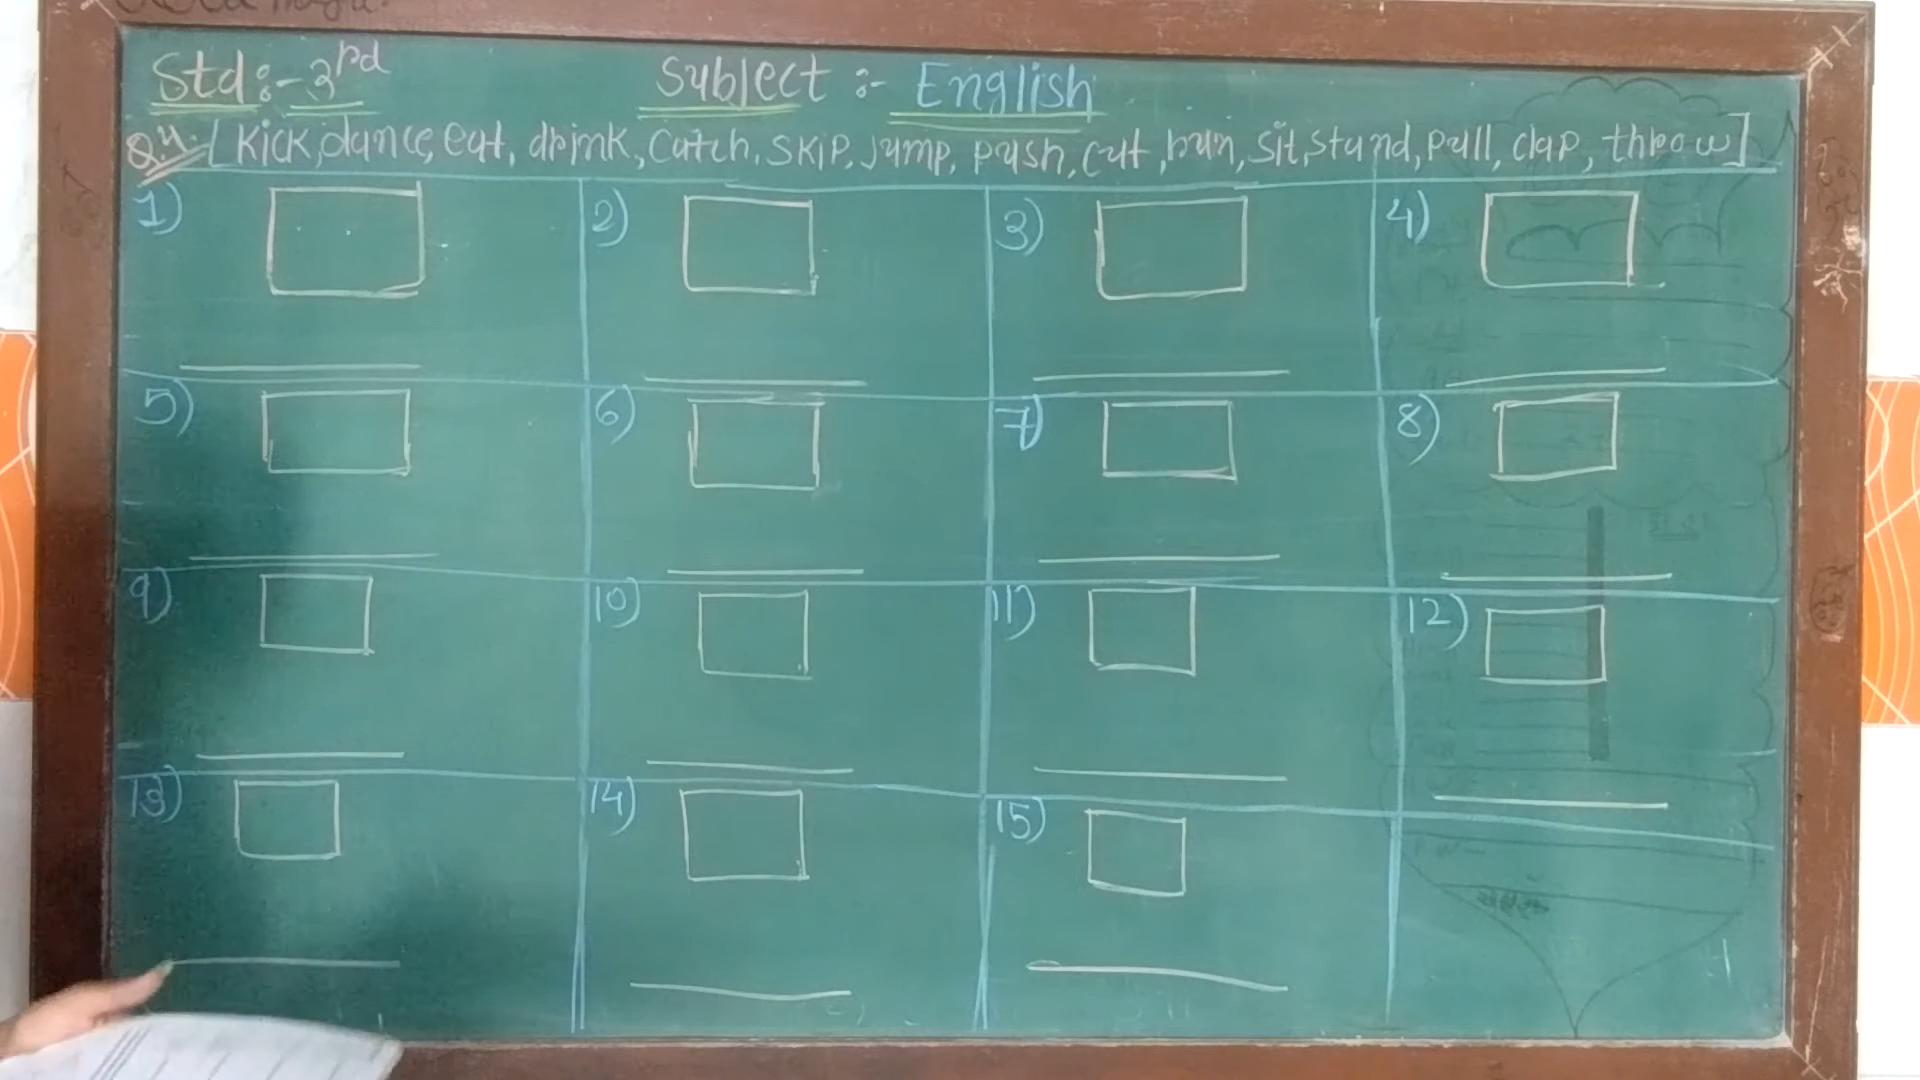 Std:- 3rd Subject :- English
Q.4. [Kick, dance, eat, drink, Catch, Skip, Jump, push, cut, run, sit, stand, pull, clap, throw]
1) 2) 3) 4)
5) 6) 7) 8)
9) 10) 11) 12)
13) 14) 15)